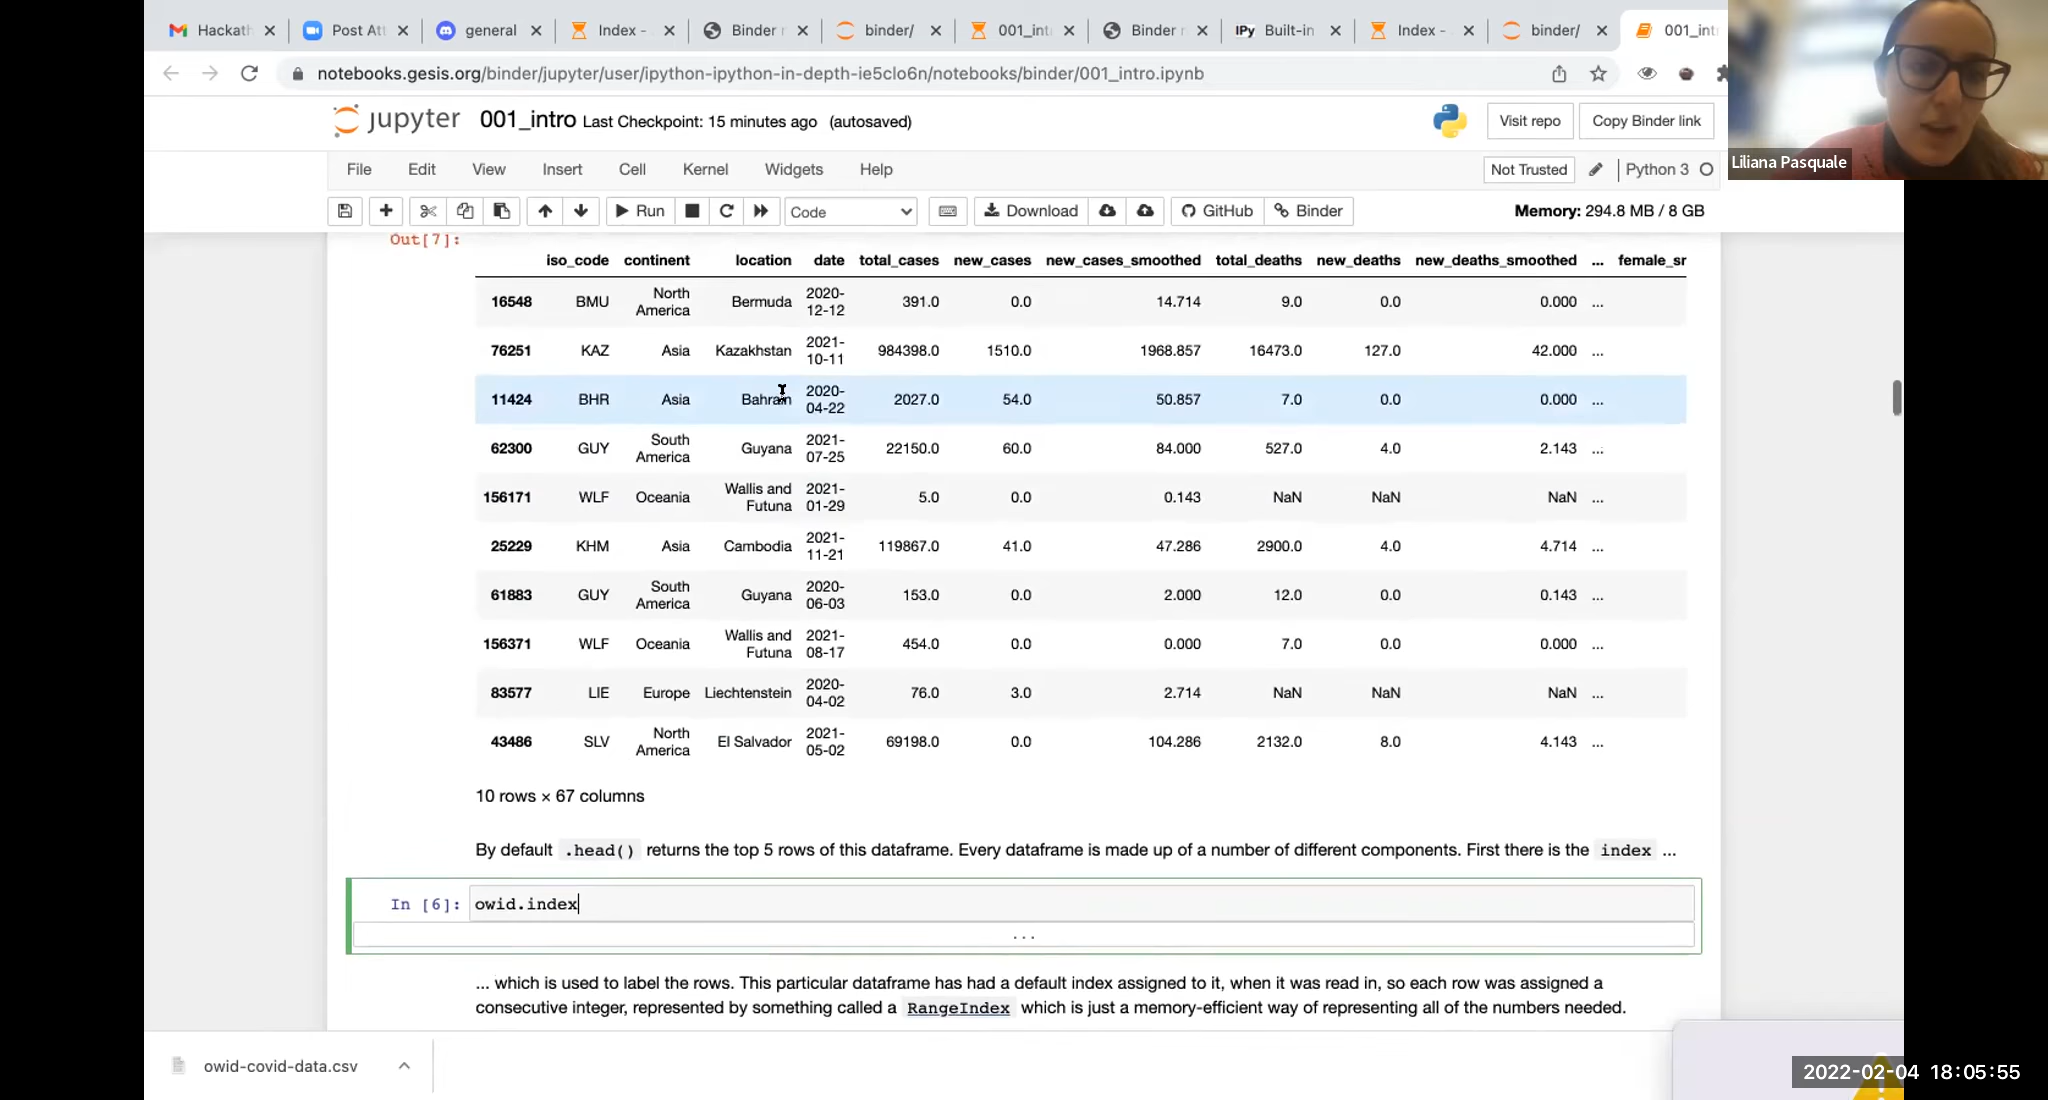 Hackath
Post Att
general
Index -
Binder r
binder/
001_int
Binder r
IPy Built-in
Index -
binder/
001_int
notebooks.gesis.org/binder/jupyter/user/ipython-ipython-in-depth-ie5clo6n/notebooks/binder/001_intro.ipynb
jupyter 001_intro Last Checkpoint: 15 minutes ago (autosaved)
Visit repo
Copy Binder link
Liliana Pasquale
File Edit View Insert Cell Kernel Widgets Help
Not Trusted
Python 3
Run
Code
Download
GitHub
Binder
Memory: 294.8 MB / 8 GB
Out[7]:
iso_code continent location date total_cases new_cases new_cases_smoothed total_deaths new_deaths new_deaths_smoothed ... female_sr
16548 BMU North America Bermuda 2020-12-12 391.0 0.0 14.714 9.0 0.0 0.000 ...
76251 KAZ Asia Kazakhstan 2021-10-11 984398.0 1510.0 1968.857 16473.0 127.0 42.000 ...
11424 BHR Asia Bahrain 2020-04-22 2027.0 54.0 50.857 7.0 0.0 0.000 ...
62300 GUY South America Guyana 2021-07-25 22150.0 60.0 84.000 527.0 4.0 2.143 ...
156171 WLF Oceania Wallis and Futuna 2021-01-29 5.0 0.0 0.143 NaN NaN NaN ...
25229 KHM Asia Cambodia 2021-11-21 119867.0 41.0 47.286 2900.0 4.0 4.714 ...
61883 GUY South America Guyana 2020-06-03 153.0 0.0 2.000 12.0 0.0 0.143 ...
156371 WLF Oceania Wallis and Futuna 2021-08-17 454.0 0.0 0.000 7.0 0.0 0.000 ...
83577 LIE Europe Liechtenstein 2020-04-02 76.0 3.0 2.714 NaN NaN NaN ...
43486 SLV North America El Salvador 2021-05-02 69198.0 0.0 104.286 2132.0 8.0 4.143 ...
10 rows × 67 columns
By default .head() returns the top 5 rows of this dataframe. Every dataframe is made up of a number of different components. First there is the index ...
In [6]: owid.index
...
... which is used to label the rows. This particular dataframe has had a default index assigned to it, when it was read in, so each row was assigned a
consecutive integer, represented by something called a RangeIndex which is just a memory-efficient way of representing all of the numbers needed.
owid-covid-data.csv
2022-02-04 18:05:55